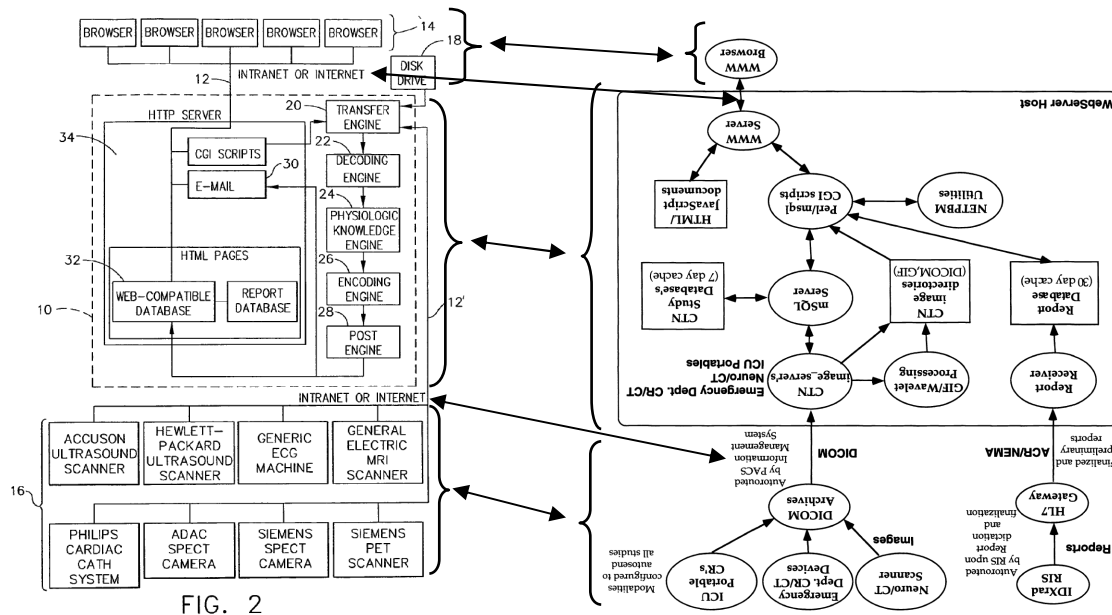 BROWSER
BROWSER
BROWSER
BROWSER
BROWSER
14
18
DISK
DRIVE
12
INTRANET OR INTERNET
20
TRANSFER
ENGINE
HTTP SERVER
34
CGI SCRIPTS
22
DECODING
ENGINE
30
E-MAIL
24
PHYSIOLOGIC
KNOWLEDGE
ENGINE
HTML PAGES
26
ENCODING
ENGINE
32
WEB-COMPATIBLE
DATABASE
REPORT
DATABASE
12'
10
28
POST
ENGINE
INTRANET OR INTERNET
ACCUSON
ULTRASOUND
SCANNER
HEWLETT-
PACKARD
ULTRASOUND
SCANNER
GENERIC
ECG
MACHINE
GENERAL
ELECTRIC
MRI
SCANNER
16
PHILIPS
CARDIAC
CATH
SYSTEM
ADAC
SPECT
CAMERA
SIEMENS
SPECT
CAMERA
SIEMENS
PET
SCANNER
FIG. 2
IDXrad
RIS
Reports
Autorouted
by RIS upon
Report
dictation
and
finalization
HL7
Gateway
ACR/NEMA
Finalized and
preliminary
reports
Neuro/CT
Scanner
Emergency
Dept. CR/CT
Devices
ICU
Portable
CR's
Images
Modalities
configured to
autosend
all studies
DICOM
Archives
DICOM
Autorouted
by PACS
Information
Management
System
Report
Receiver
GIF/Wavelet
Processing
CTN
image_server's
Emergency Dept. CR/CT
Neuro/CT
ICU Portables
Report
Database
(30 day cache)
CTN
image
directories
(DICOM,GIF)
mSQL
Server
CTN
Study
Database's
(7 day cache)
NETPBM
Utilities
Perl/msql
CGI scripts
HTML/
JavaScript
documents
WWW
Server
WebServer Host
WWW
Browser